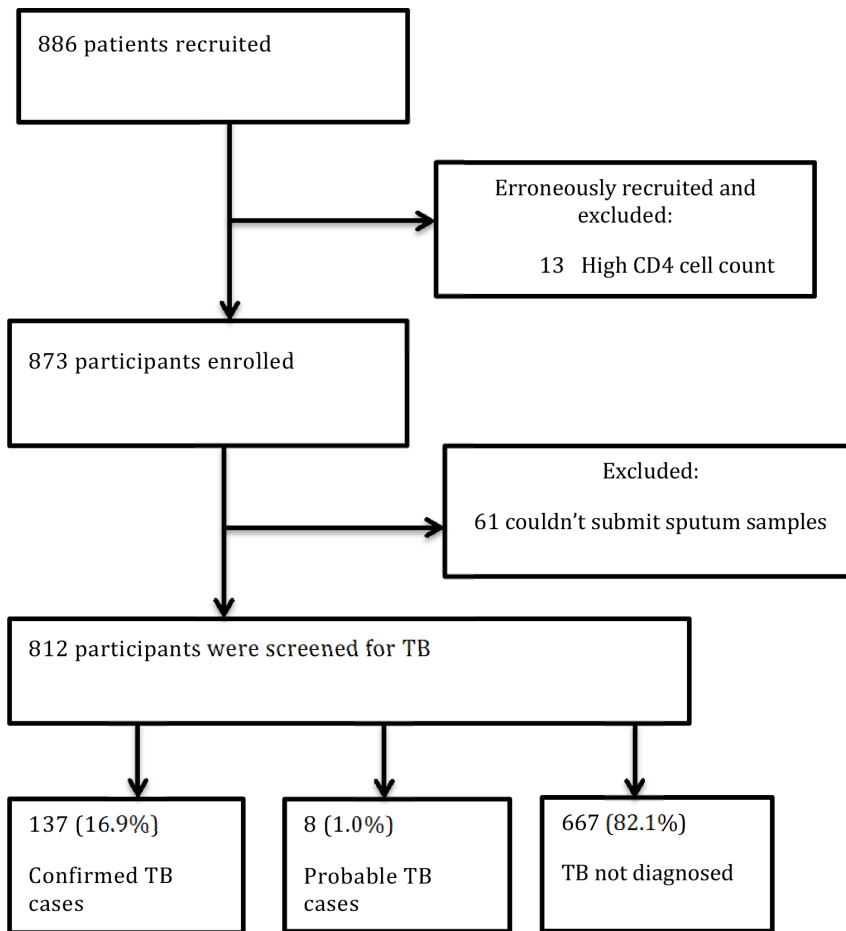 886 patients recruited
Erroneously recruited and
excluded:
13 High CD4 cell count
873 participants enrolled
Excluded:
61 couldn’t submit sputum samples
812 participants were screened for TB
137 (16.9%)
Confirmed TB
cases
8 (1.0%)
Probable TB
cases
667 (82.1%)
TB not diagnosed